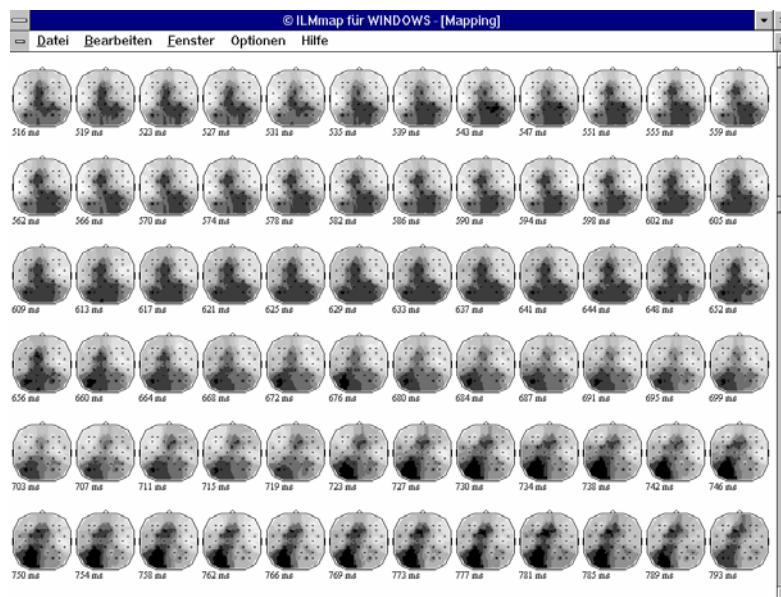 © ILMmap für WINDOWS - [Mapping]
Datei Bearbeiten Fenster Optionen Hilfe
516 ms 519 ms 523 ms 527 ms 531 ms 535 ms 539 ms 543 ms 547 ms 551 ms 555 ms 559 ms
562 ms 566 ms 570 ms 574 ms 578 ms 582 ms 586 ms 590 ms 594 ms 598 ms 602 ms 605 ms
609 ms 613 ms 617 ms 621 ms 625 ms 629 ms 633 ms 637 ms 641 ms 644 ms 648 ms 652 ms
656 ms 660 ms 664 ms 668 ms 672 ms 676 ms 680 ms 684 ms 687 ms 691 ms 695 ms 699 ms
703 ms 707 ms 711 ms 715 ms 719 ms 723 ms 727 ms 730 ms 734 ms 738 ms 742 ms 746 ms
750 ms 754 ms 758 ms 762 ms 766 ms 769 ms 773 ms 777 ms 781 ms 785 ms 789 ms 793 ms